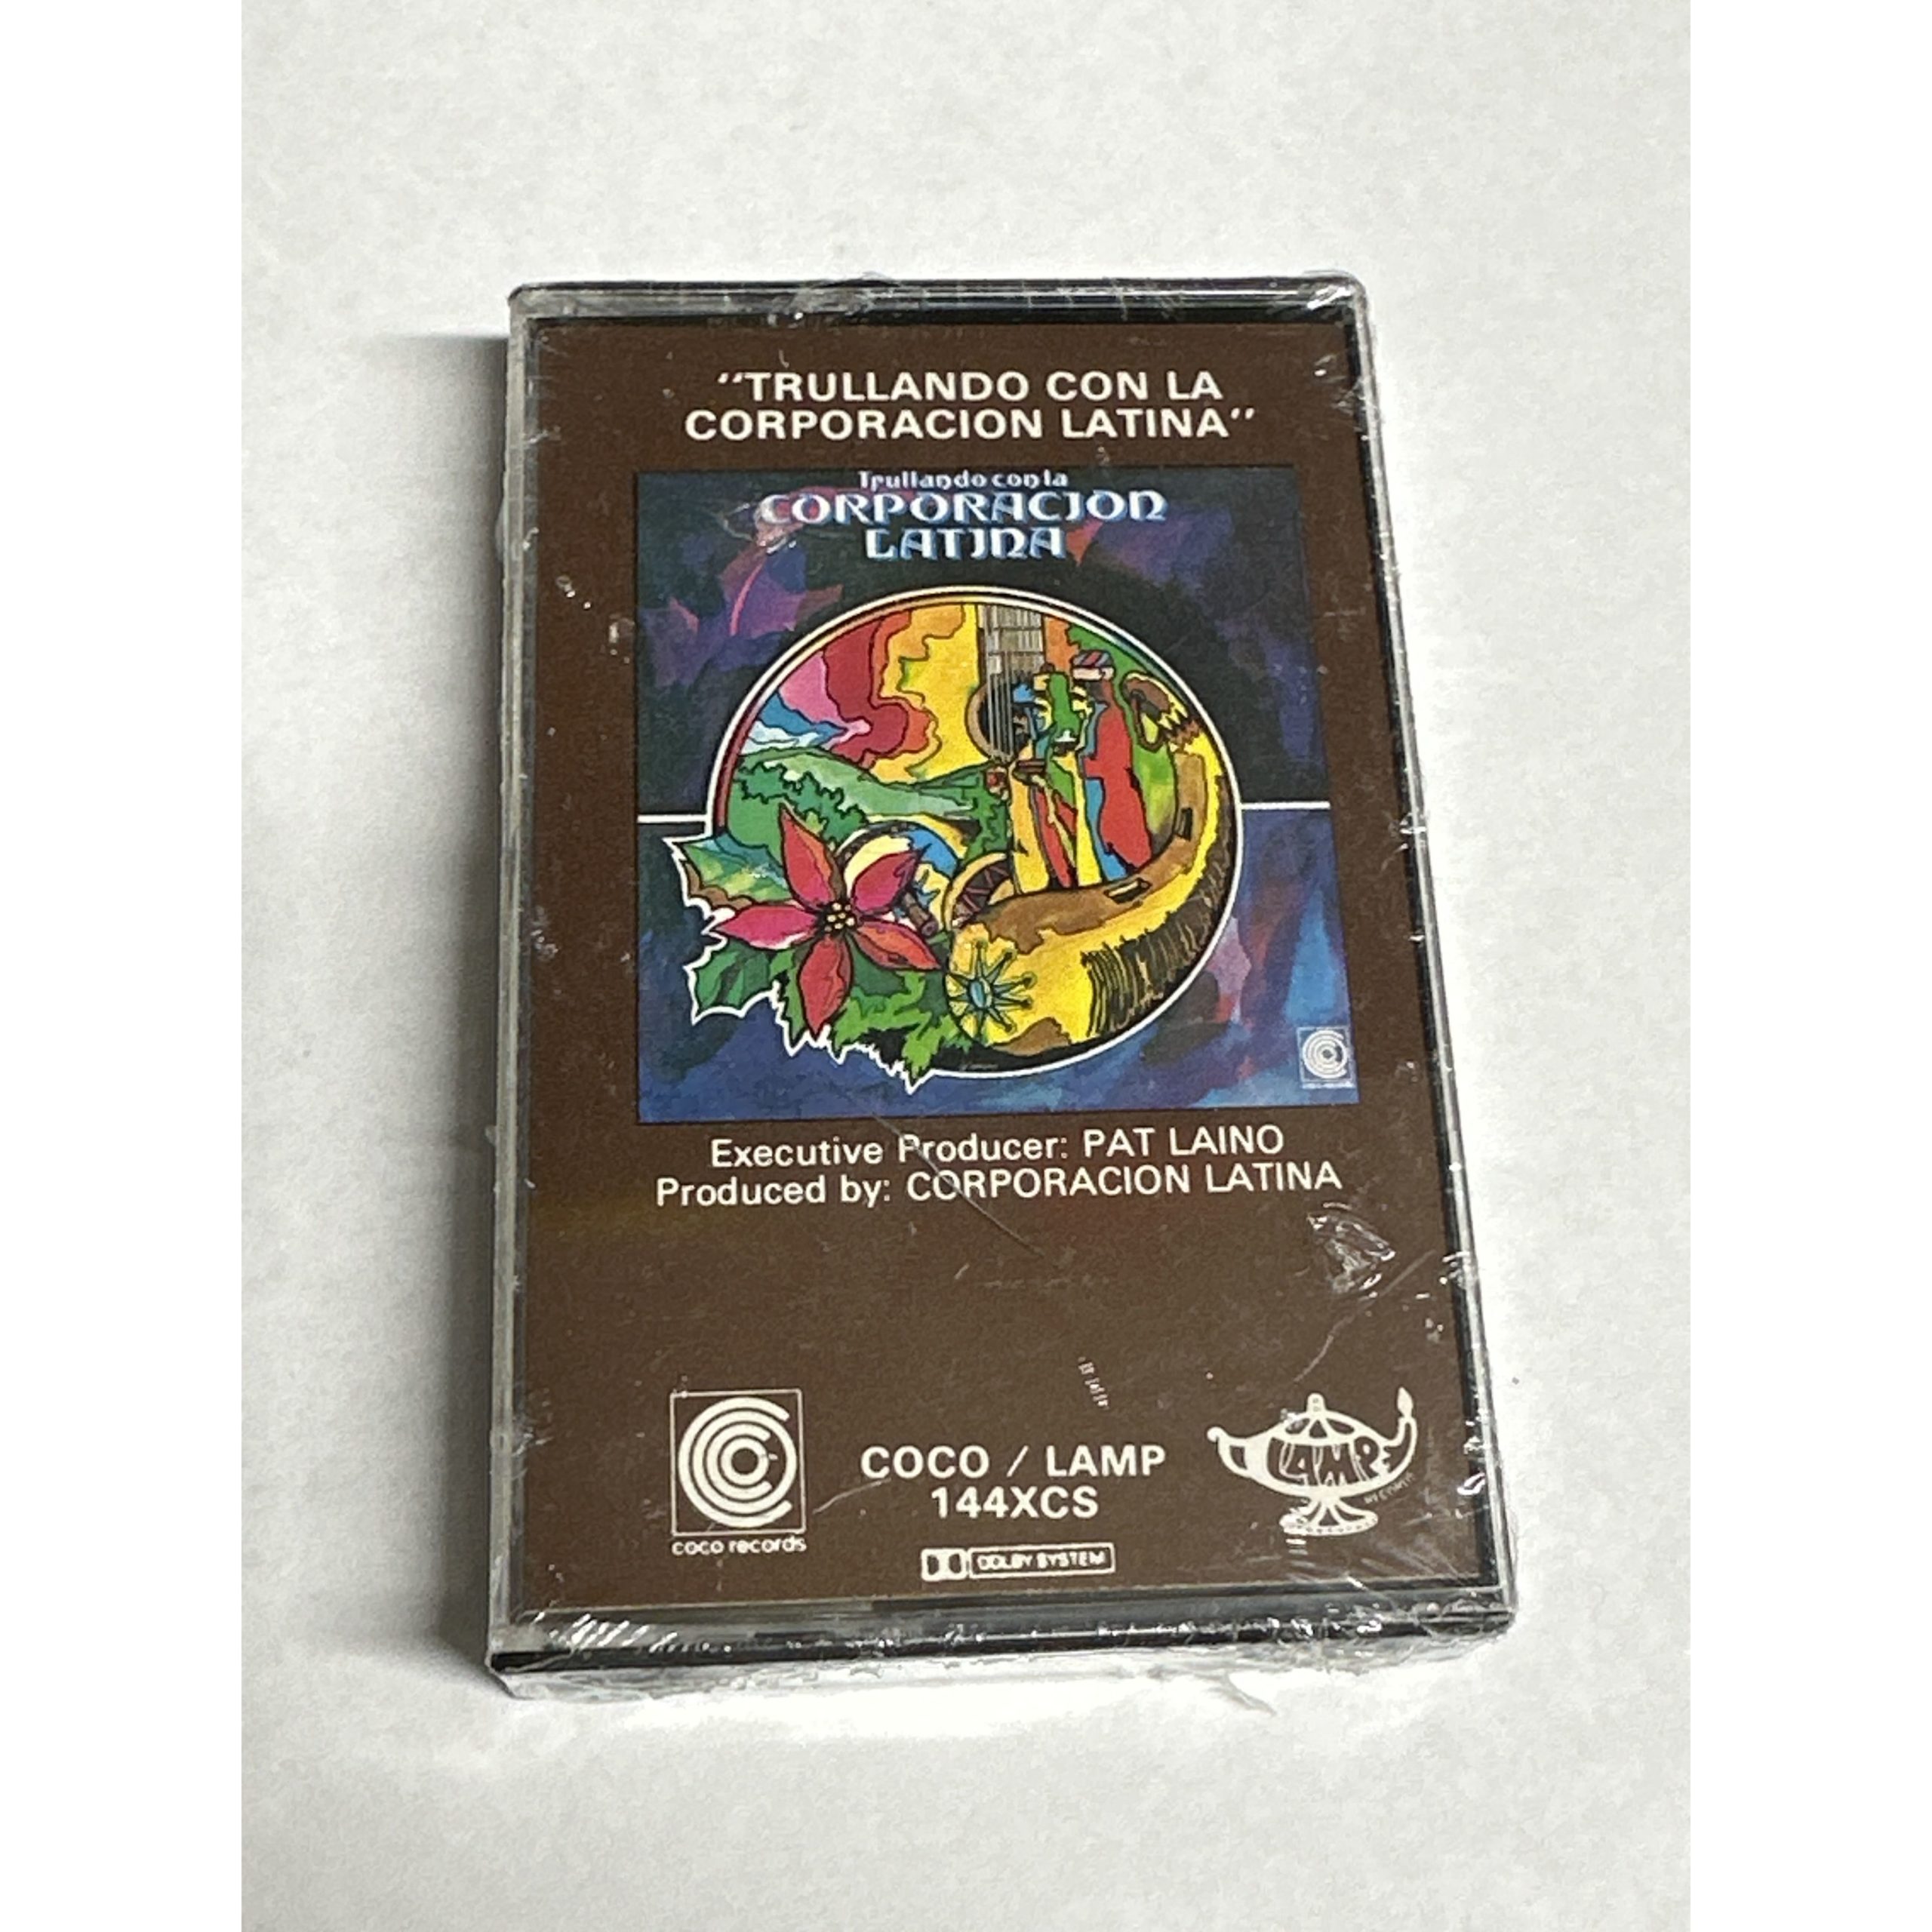 “TRULLANDO CON LA
CORPORACION LATINA”
Trullando con la
CORPORACION
LATINA
Executive Producer: PAT LAINO
Produced by: CORPORACION LATINA
coco records
COCO / LAMP
144XCS
DOLBY SYSTEM
LAMP
RECORDS